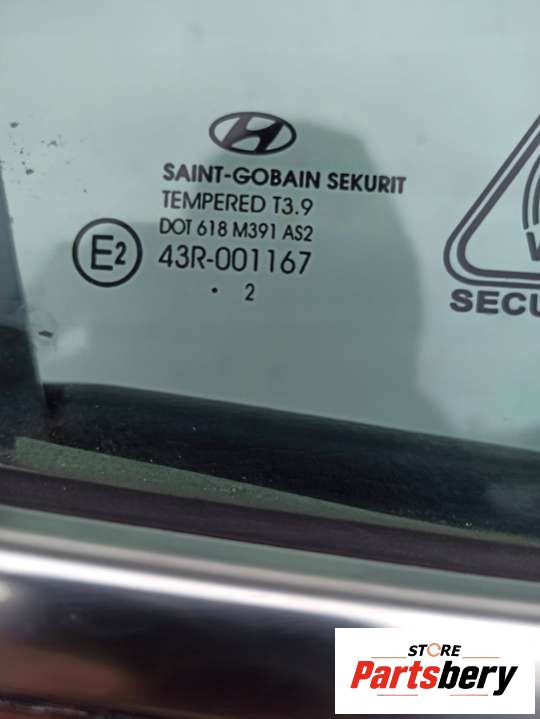 SAINT-GOBAIN SEKURIT
TEMPERED T3.9
DOT 618 M391 AS2
E2
43R-001167
. 2
SECU
STORE
Partsbery